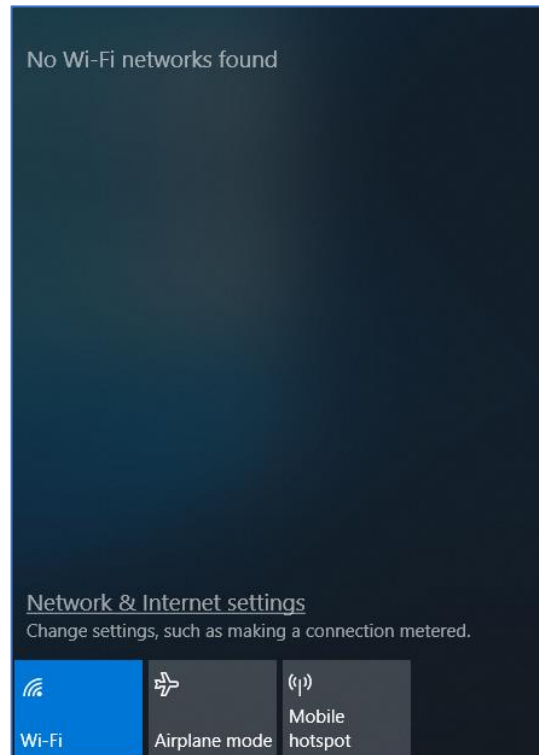 No Wi-Fi networks found
Network & Internet settings
Change settings, such as making a connection metered.
Wi-Fi
Airplane mode
Mobile
hotspot